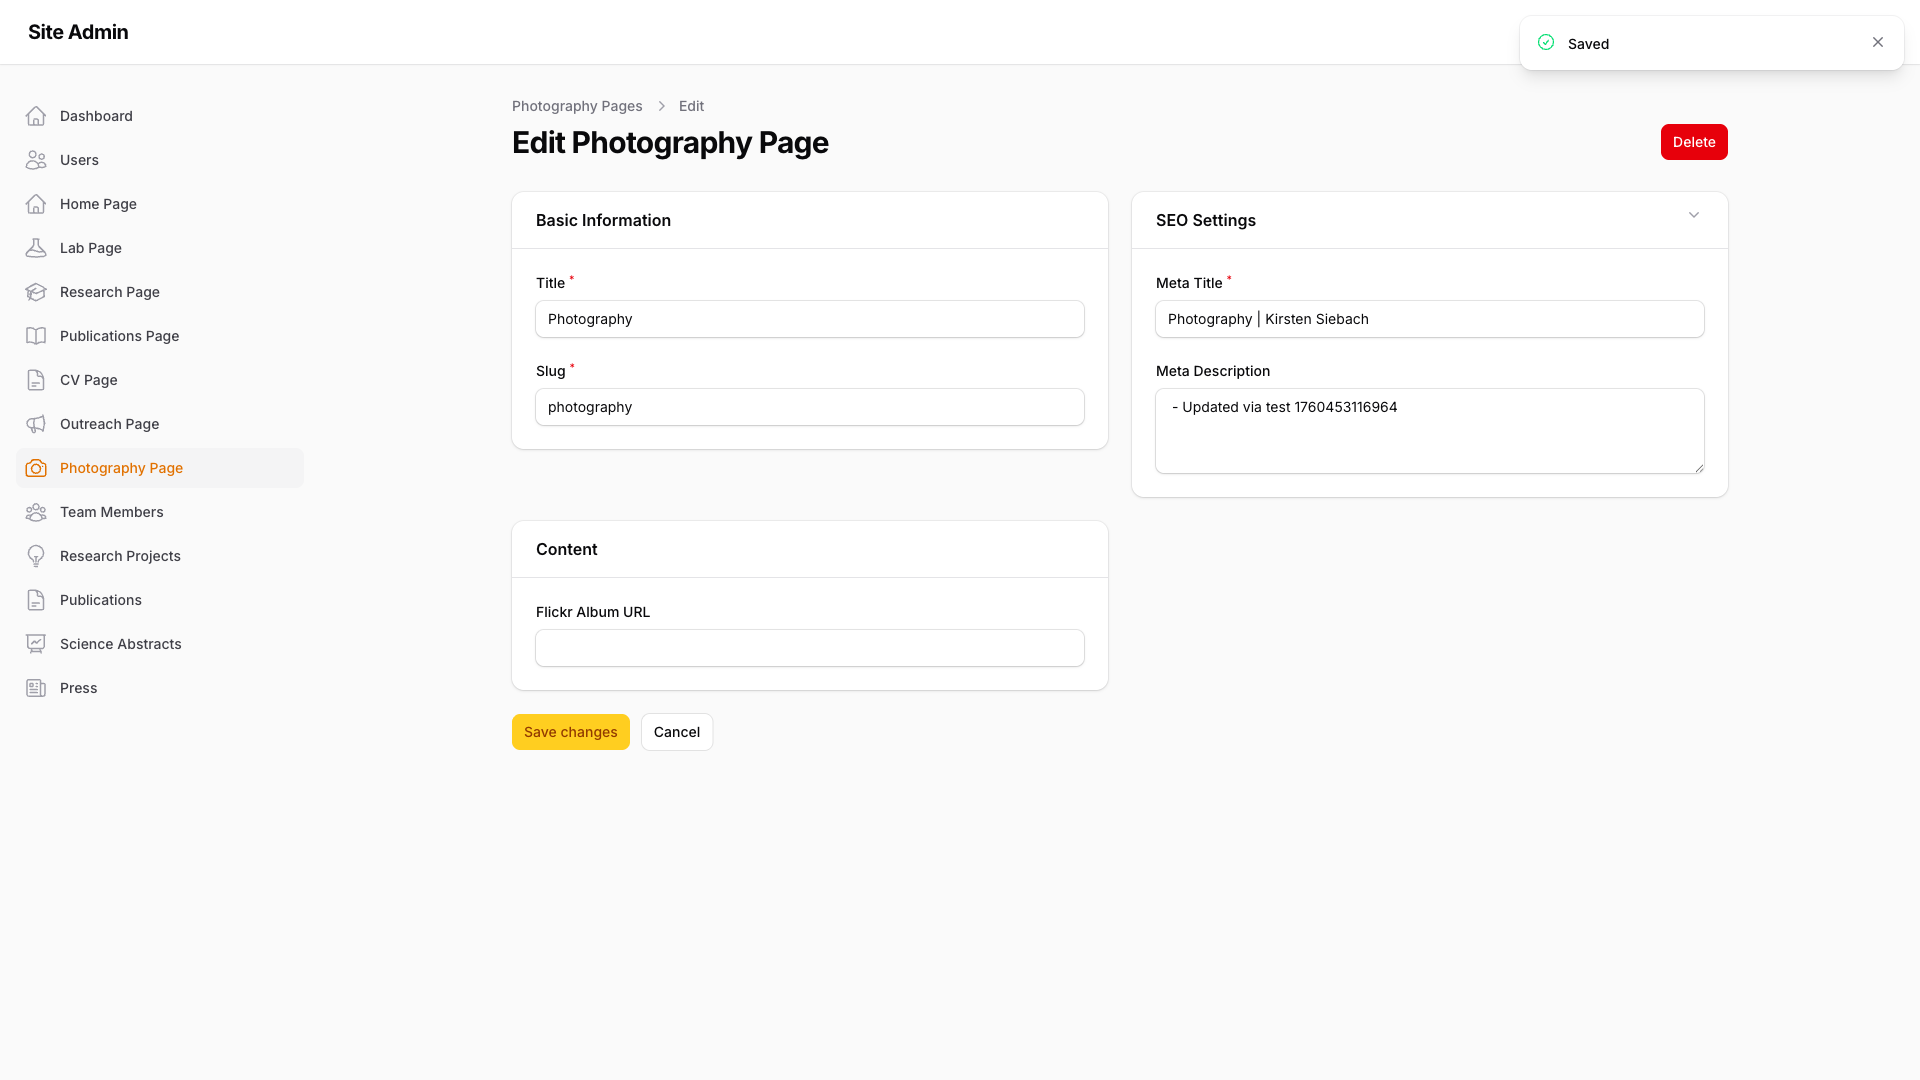 Site Admin
Saved
Dashboard
Users
Home Page
Lab Page
Research Page
Publications Page
CV Page
Outreach Page
Photography Page
Team Members
Research Projects
Publications
Science Abstracts
Press
Photography Pages > Edit
Edit Photography Page
Delete
Basic Information
Title *
Photography
Slug *
photography
SEO Settings
Meta Title *
Photography | Kirsten Siebach
Meta Description
- Updated via test 1760453116964
Content
Flickr Album URL
Save changes
Cancel